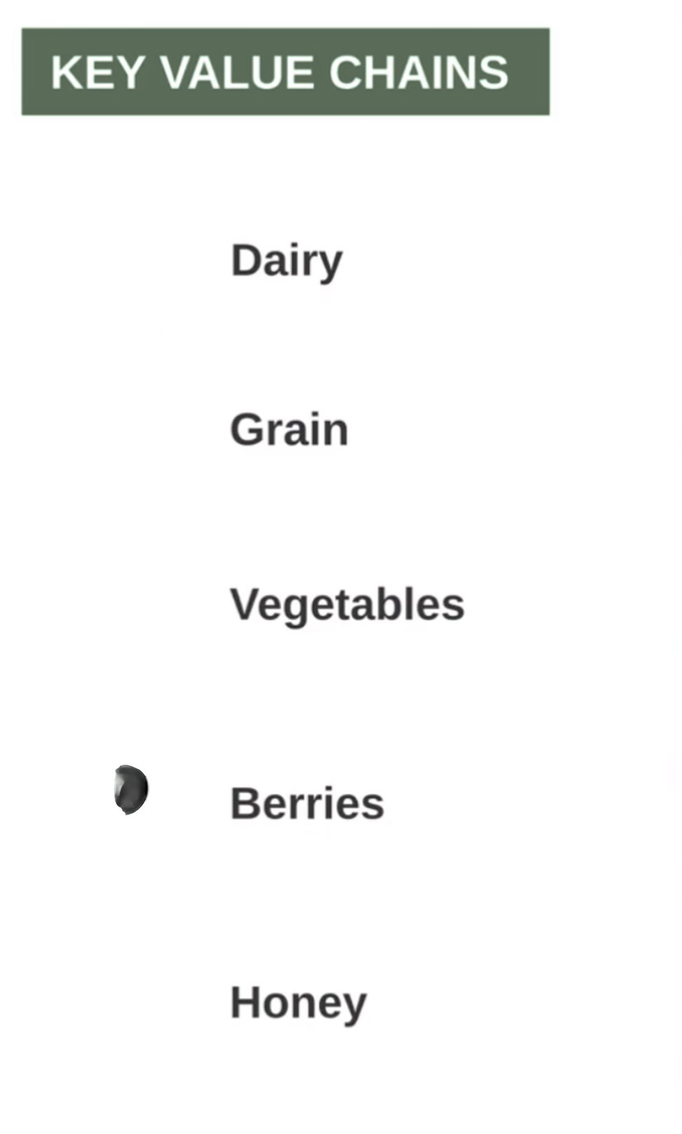 KEY VALUE CHAINS
Dairy
Grain
Vegetables
Berries
Honey